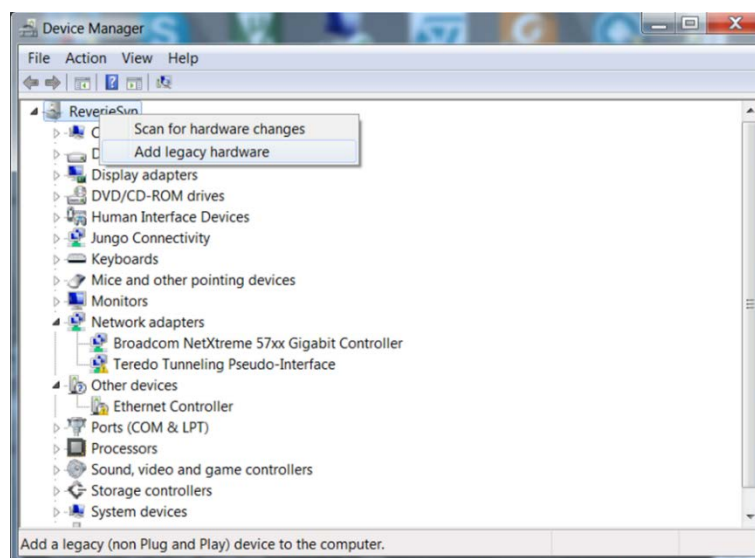 Device Manager
File Action View Help
ReverieSyn
Scan for hardware changes
Add legacy hardware
Display adapters
DVD/CD-ROM drives
Human Interface Devices
Jungo Connectivity
Keyboards
Mice and other pointing devices
Monitors
Network adapters
Broadcom NetXtreme 57xx Gigabit Controller
Teredo Tunneling Pseudo-Interface
Other devices
Ethernet Controller
Ports (COM & LPT)
Processors
Sound, video and game controllers
Storage controllers
System devices
Add a legacy (non Plug and Play) device to the computer.